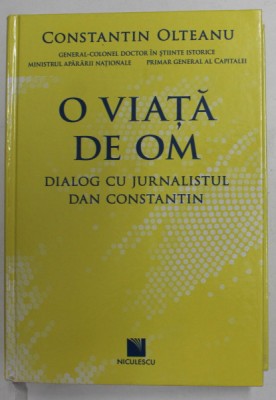 CONSTANTIN OLTEANU
GENERAL-COLONEL DOCTOR ÎN ȘTIINȚE ISTORICE
MINISTRUL APĂRĂRII NAȚIONALE PRIMAR GENERAL AL CAPITALEI
O VIAȚĂ
DE OM
DIALOG CU JURNALISTUL
DAN CONSTANTIN
NICULESCU